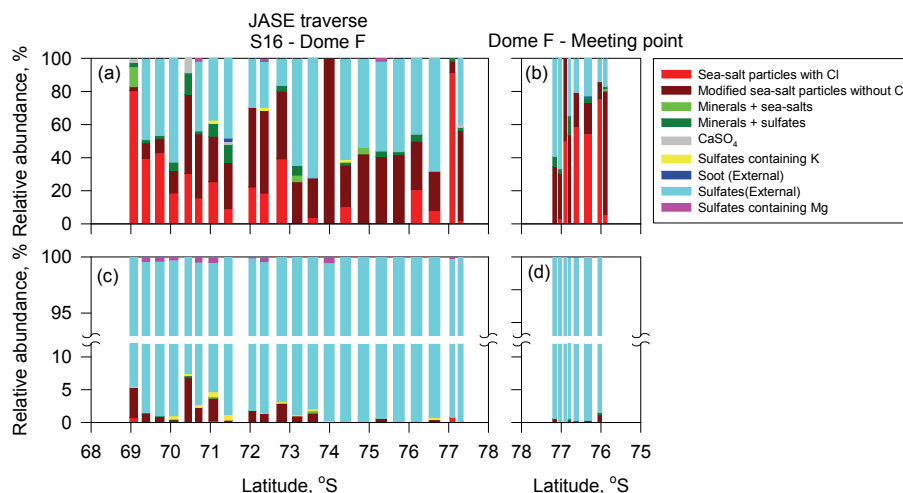 JASE traverse
S16 - Dome F
Dome F - Meeting point
Relative abundance, %
100
80
60
40
20
0
(a)
(b)
Sea-salt particles with Cl
Modified sea-salt particles without C
Minerals + sea-salts
Minerals + sulfates
CaSO4
Sulfates containing K
Soot (External)
Sulfates(External)
Sulfates containing Mg
Relative abundance, %
100
95
10
5
0
(c)
(d)
68 69 70 71 72 73 74 75 76 77 78
78 77 76 75
Latitude, °S
Latitude, °S